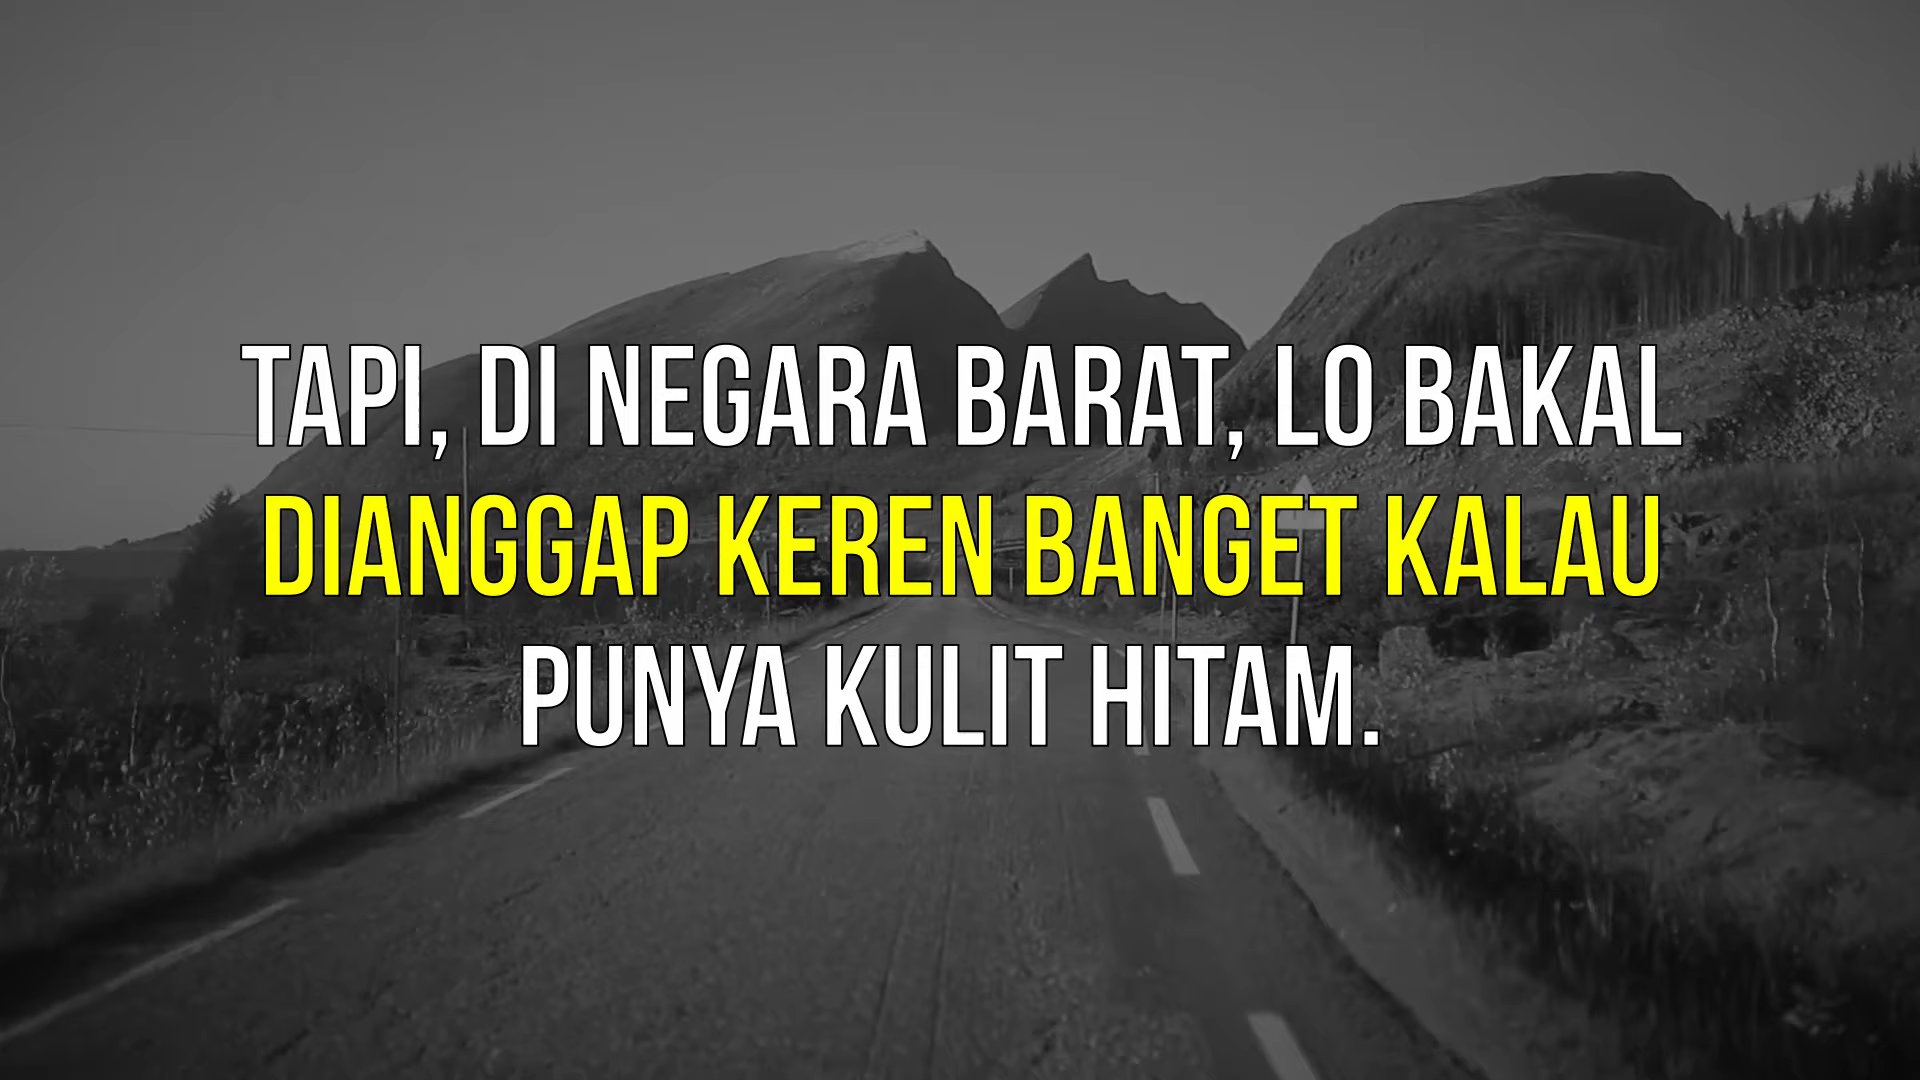 TAPI, DI NEGARA BARAT, LO BAKAL
DIANGGAP KEREN BANGET KALAU
PUNYA KULIT HITAM.